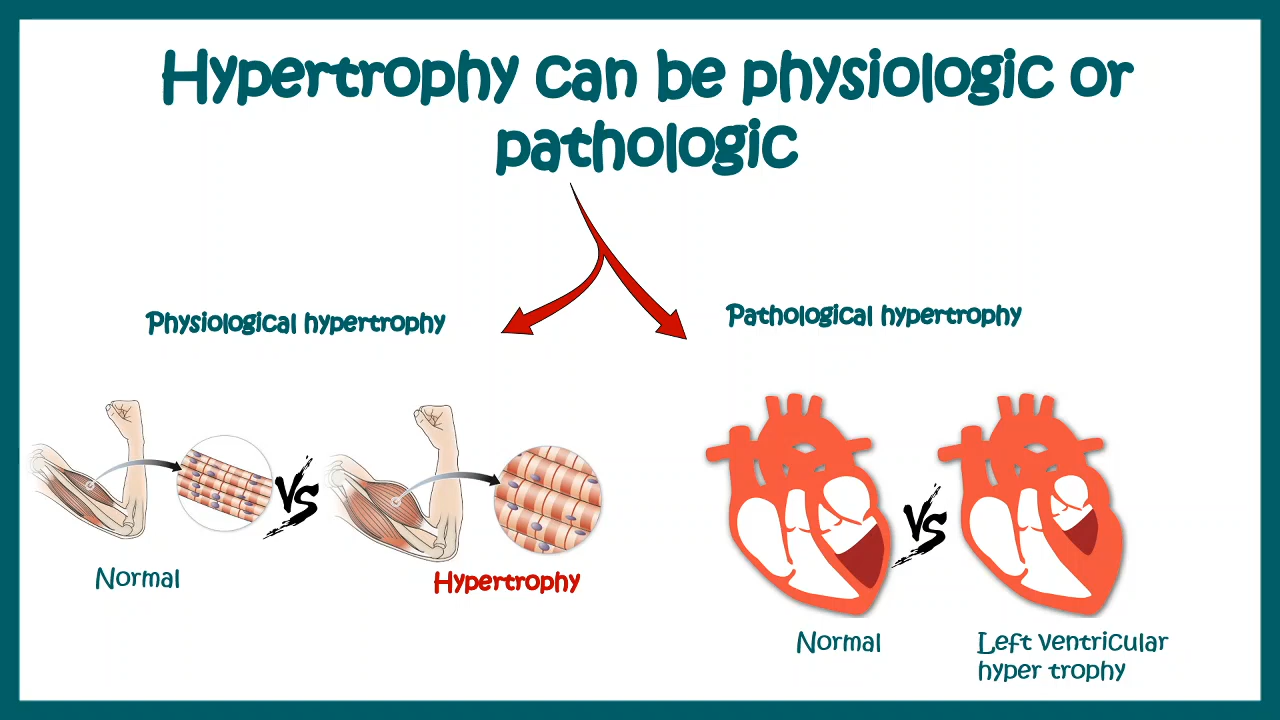 Hypertrophy can be physiologic or
pathologic
Physiological hypertrophy
Pathological hypertrophy
VS
VS
Normal
Hypertrophy
Normal
Left ventricular
hyper trophy